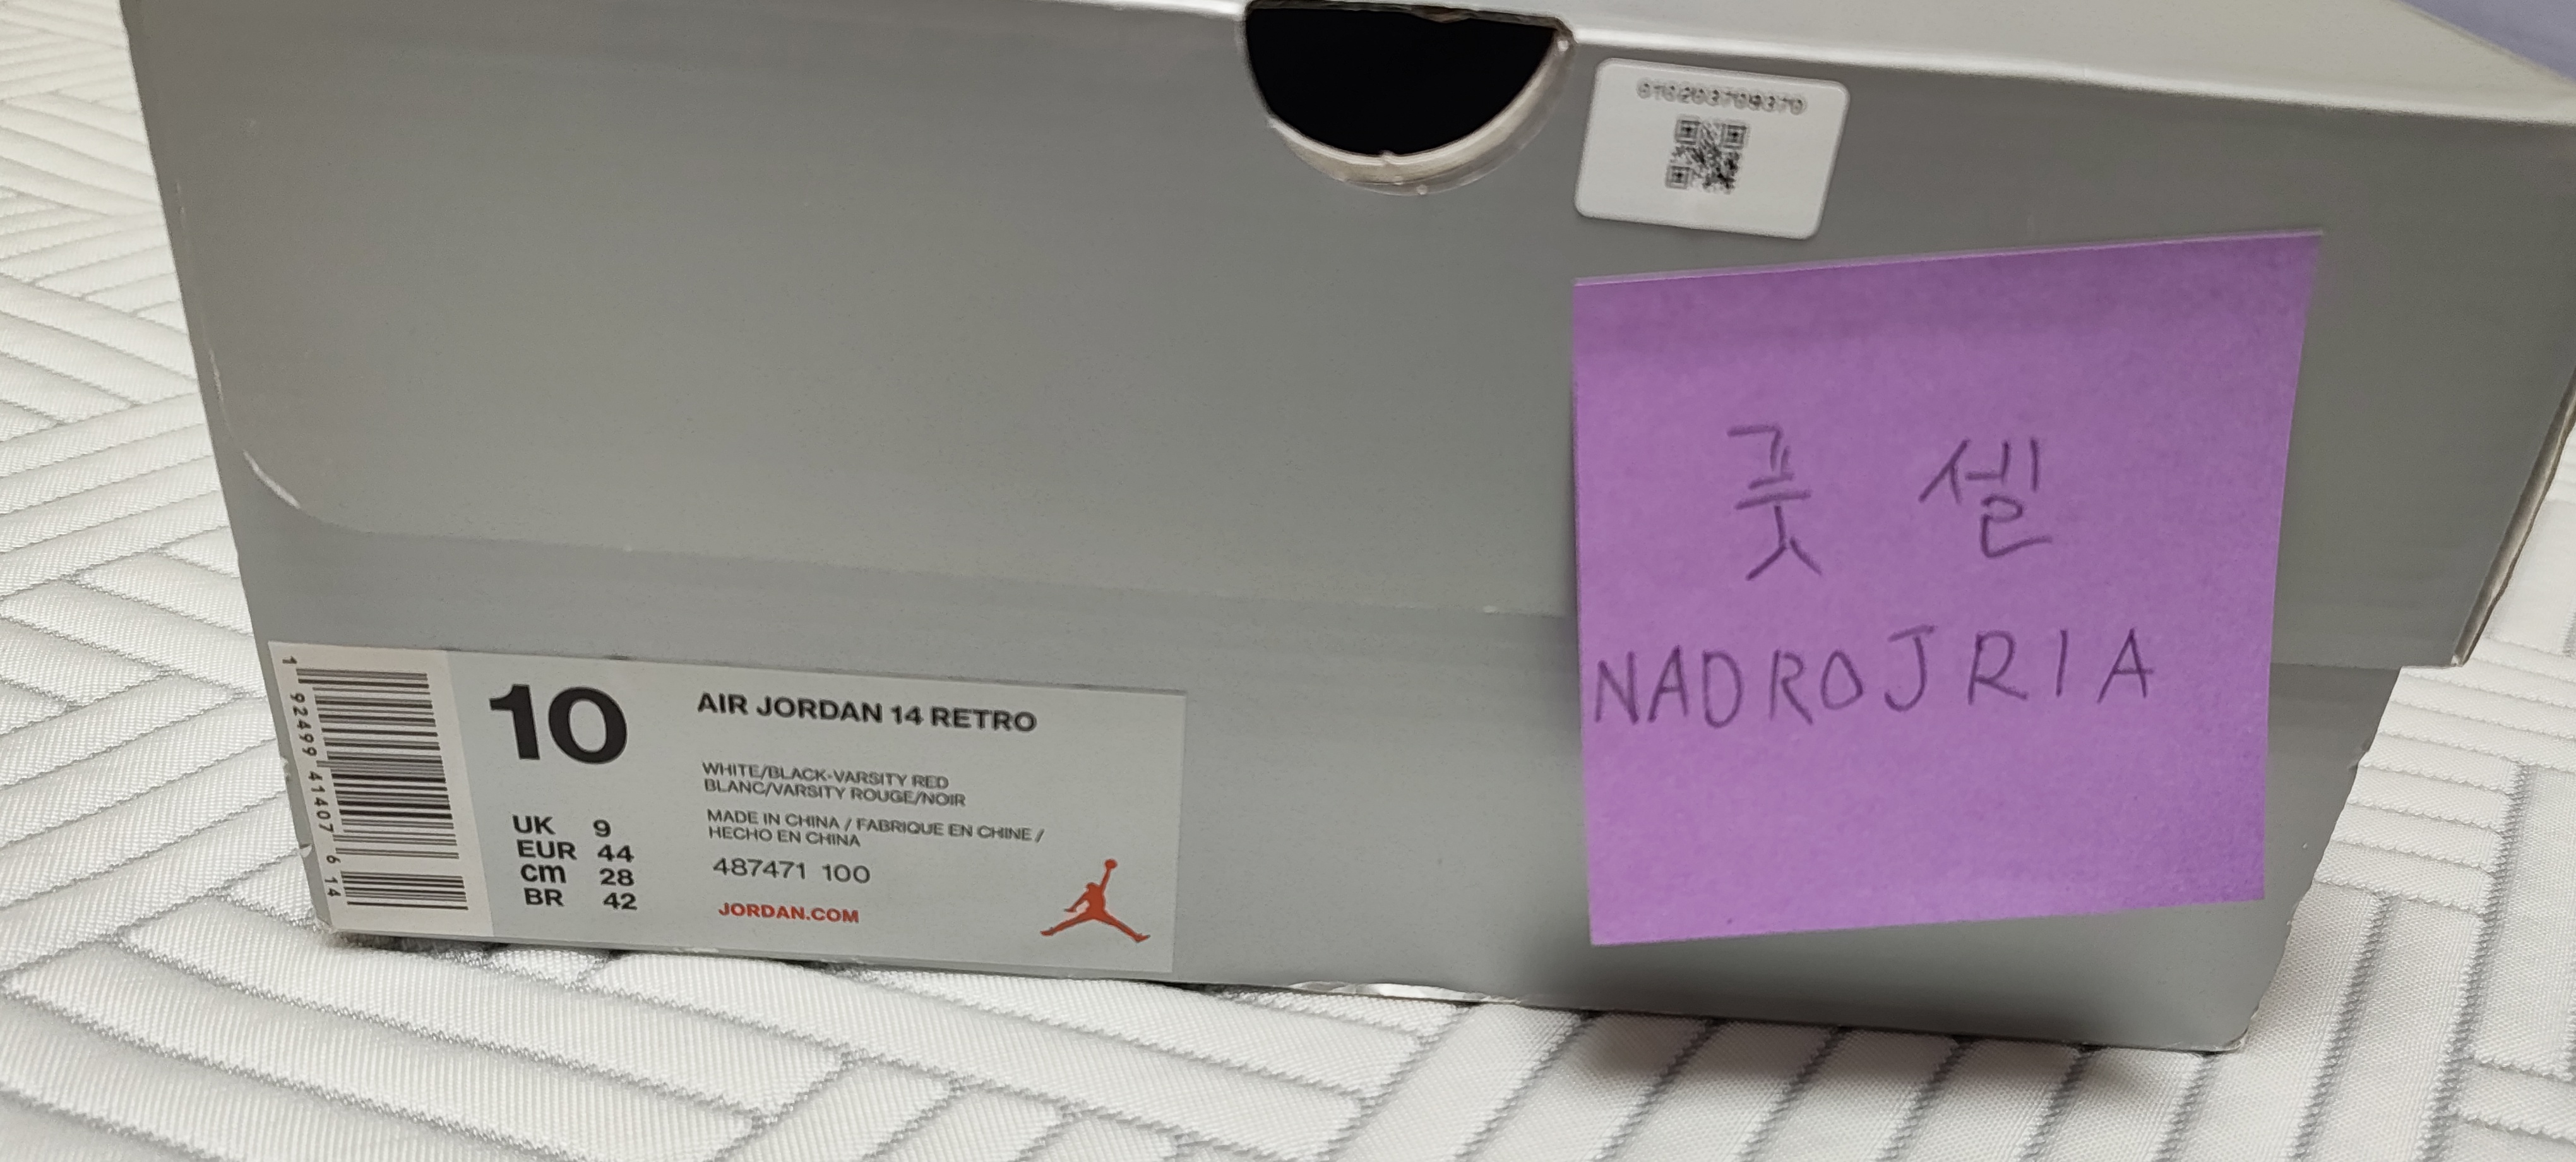 010203709370
풋 셀
NADROJRIA
1 92499 41407 6 14
10
AIR JORDAN 14 RETRO
WHITE/BLACK-VARSITY RED
BLANC/VARSITY ROUGE/NOIR
MADE IN CHINA / FABRIQUE EN CHINE /
HECHO EN CHINA
487471 100
JORDAN.COM
UK 9
EUR 44
cm 28
BR 42